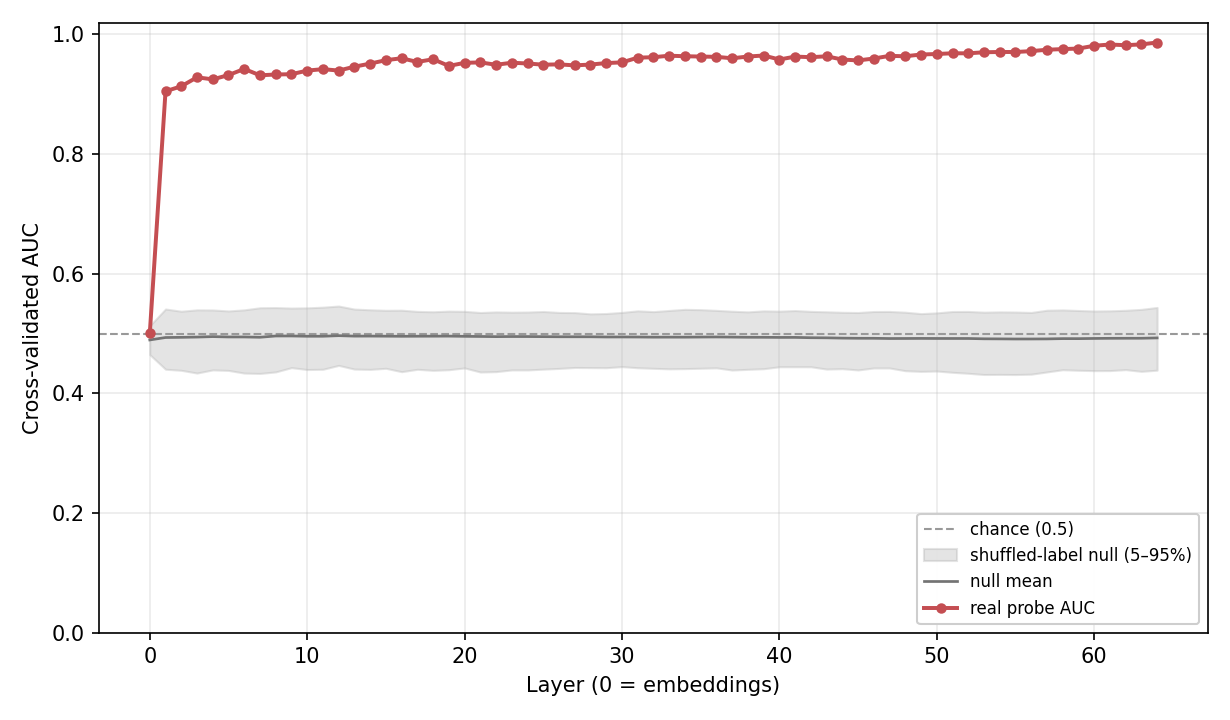 1.0
0.8
0.6
0.4
0.2
0.0
Cross-validated AUC
chance (0.5)
shuffled-label null (5–95%)
null mean
real probe AUC
0 10 20 30 40 50 60
Layer (0 = embeddings)